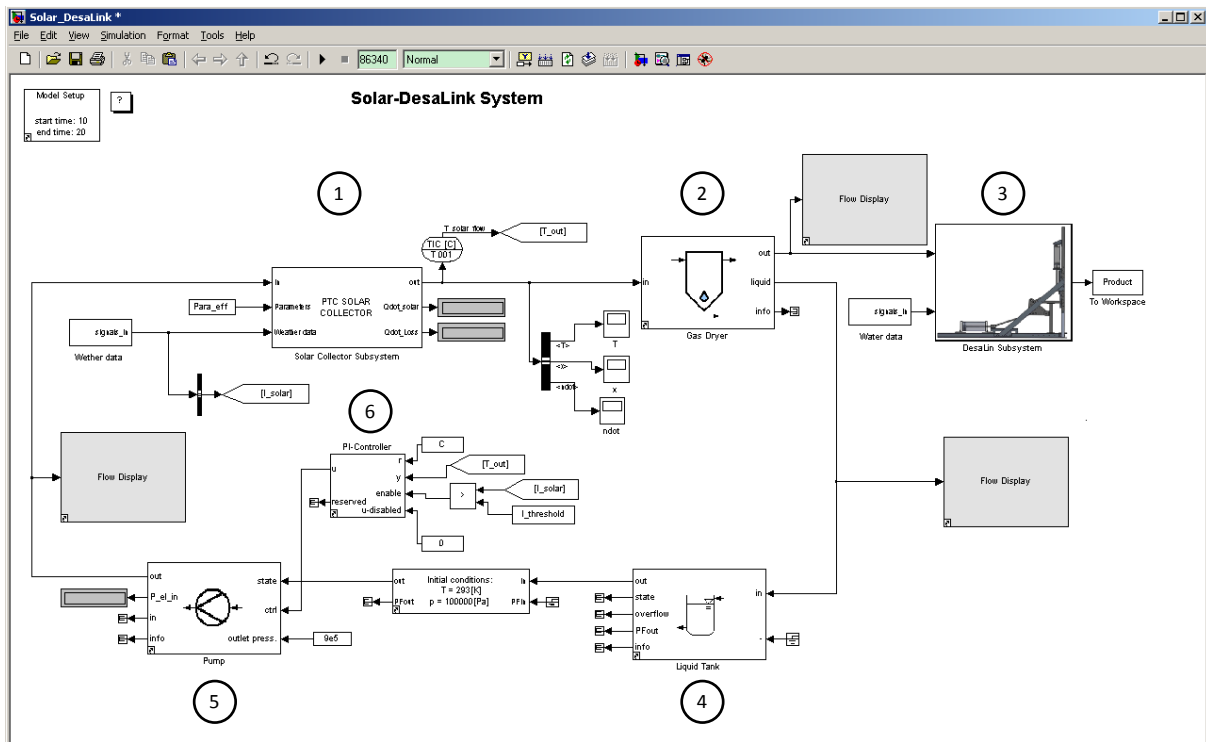 Solar_DesaLink *
File Edit View Simulation Format Tools Help
86340 Normal
Model Setup
start time: 10
end time: 20
?
Solar-DesaLink System
1
2
3
Flow Display
T solar flow
[T_out]
TIC [C]
T 001
In
Parameters
Weather data
PTC SOLAR
COLLECTOR
out
Qdot_solar
Qdot_Loss
Solar Collector Subsystem
Para_eff
signals_In
Wether data
[I_solar]
<T>
<x>
<ndot>
T
x
ndot
in
out
liquid
info
Gas Dryer
signals_In
Water data
DesaLin Subsystem
Product
To Workspace
6
PI-Controller
u
reserved
r
y
enable
u-disabled
C
[T_out]
>
[I_solar]
I_threshold
0
Flow Display
Flow Display
out
P_el_in
in
info
state
ctrl
outlet press.
Pump
9e5
out
PFout
Initial conditions:
T = 293[K]
p = 100000[Pa]
In
PFin
out
state
overflow
PFout
info
in
-
Liquid Tank
5
4